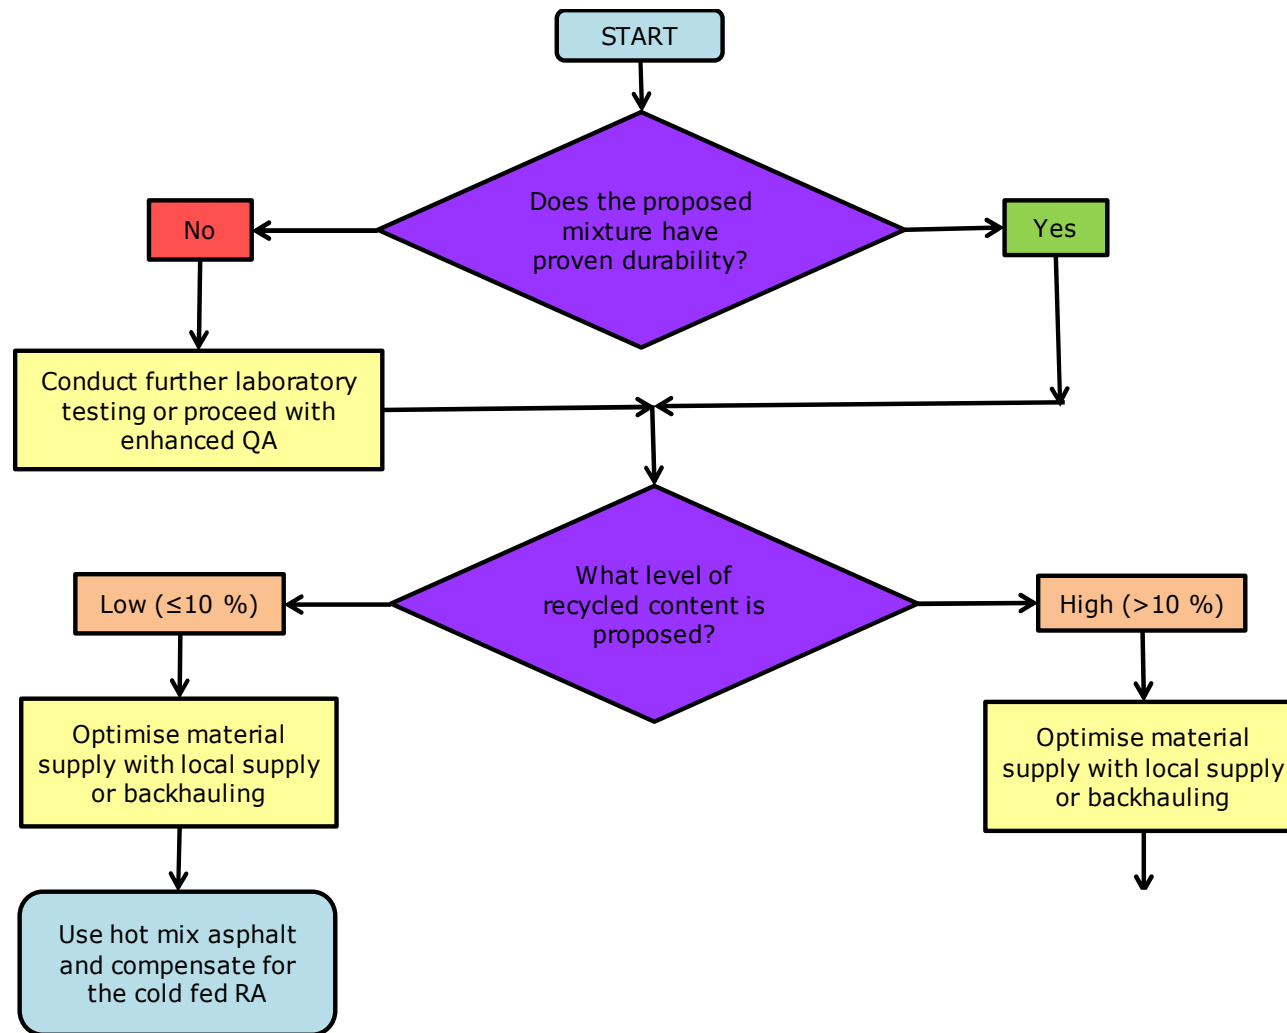 START
Does the proposed
mixture have
proven durability?
No
Yes
Conduct further laboratory
testing or proceed with
enhanced QA
What level of
recycled content is
proposed?
Low (≤10 %)
High (>10 %)
Optimise material
supply with local supply
or backhauling
Optimise material
supply with local supply
or backhauling
Use hot mix asphalt
and compensate for
the cold fed RA